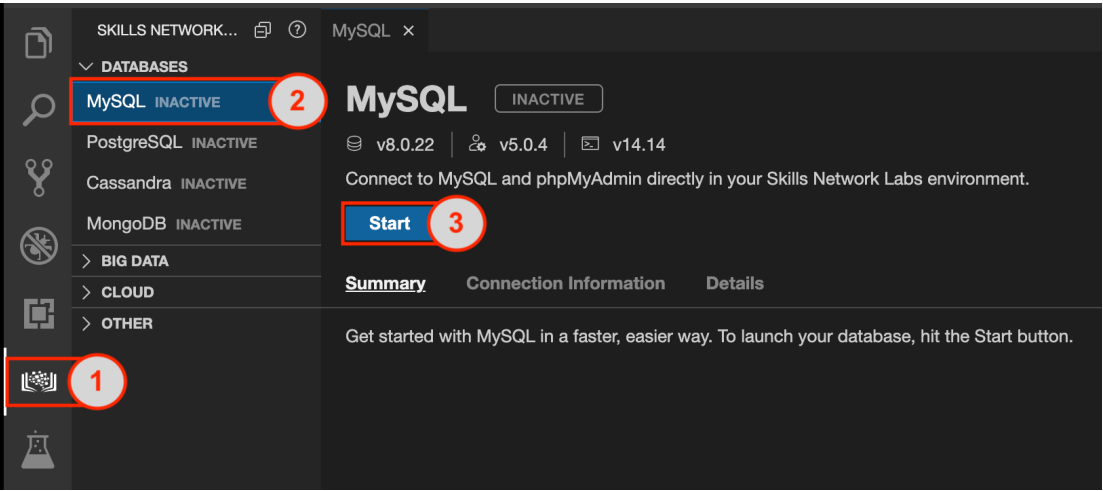 SKILLS NETWORK...
MySQL ×
DATABASES
MySQL INACTIVE
2
PostgreSQL INACTIVE
Cassandra INACTIVE
MongoDB INACTIVE
BIG DATA
CLOUD
OTHER
1
MySQL INACTIVE
v8.0.22 v5.0.4 v14.14
Connect to MySQL and phpMyAdmin directly in your Skills Network Labs environment.
Start 3
Summary Connection Information Details
Get started with MySQL in a faster, easier way. To launch your database, hit the Start button.